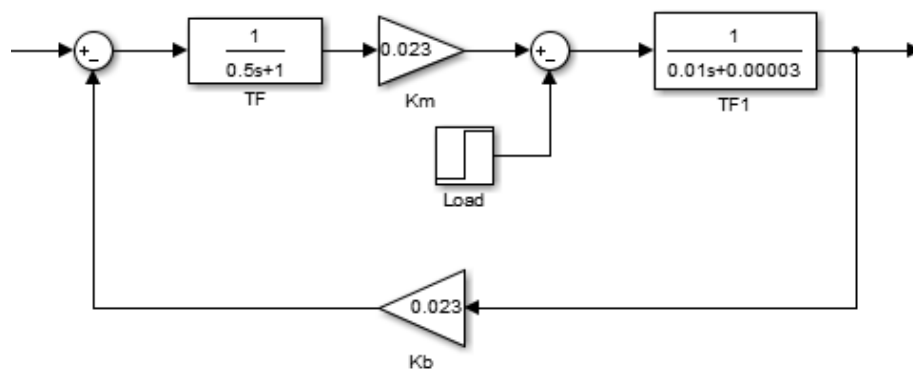 +
−
1
0.5s+1
TF
0.023
Km
+
−
1
0.01s+0.00003
TF1
Load
0.023
Kb